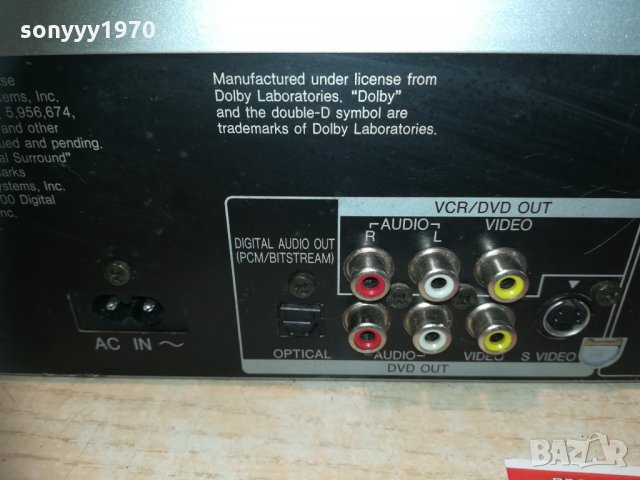 sonyyy1970
Manufactured under license from
Dolby Laboratories. "Dolby"
and the double-D symbol are
trademarks of Dolby Laboratories.
tems, Inc.
5,956,674,
and other
ued and pending.
al Surround"
arks
ystems, Inc.
00 Digital
nc.
VCR/DVD OUT
R AUDIO L VIDEO
DIGITAL AUDIO OUT
(PCM/BITSTREAM)
AC IN ~
OPTICAL AUDIO VIDEO S VIDEO
DVD OUT
BAZAR